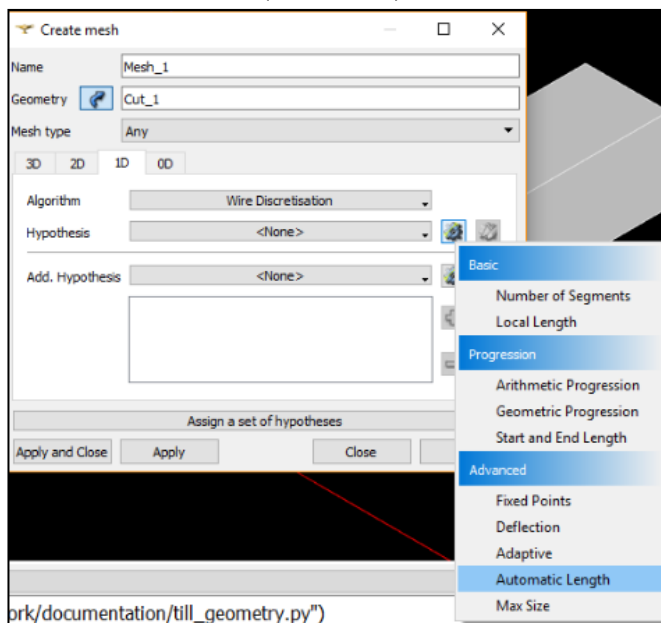 Create mesh
Name Mesh_1
Geometry Cut_1
Mesh type Any
3D 2D 1D 0D
Algorithm Wire Discretisation
Hypothesis <None>
Add. Hypothesis <None>
Basic
Number of Segments
Local Length
Progression
Arithmetic Progression
Geometric Progression
Start and End Length
Advanced
Fixed Points
Deflection
Adaptive
Automatic Length
Max Size
Assign a set of hypotheses
Apply and Close Apply Close
ork/documentation/till_geometry.py")